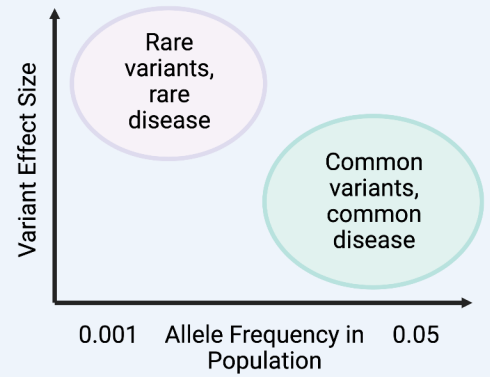 Rare
variants,
rare
disease
Common
variants,
common
disease
Variant Effect Size
0.001 Allele Frequency in 0.05
Population